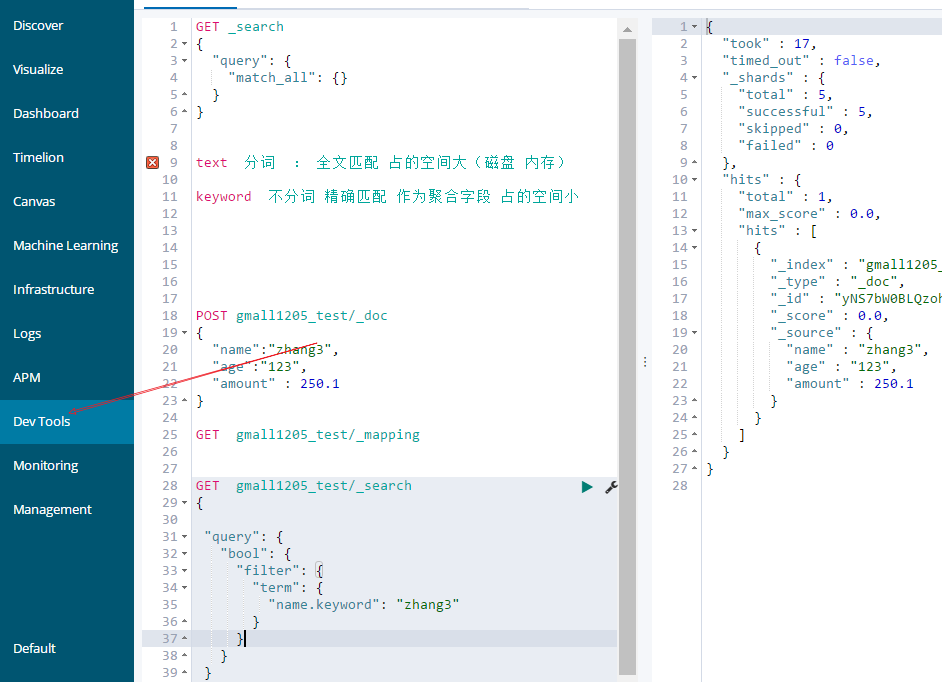 Discover
Visualize
Dashboard
Timelion
Canvas
Machine Learning
Infrastructure
Logs
APM
Dev Tools
Monitoring
Management
Default
1 GET _search
2 {
3 "query": {
4 "match_all": {}
5 }
6 }
7
8
9 text 分词 : 全文匹配 占的空间大（磁盘 内存）
10
11 keyword 不分词 精确匹配 作为聚合字段 占的空间小
12
13
14
15
16
17
18 POST gmall1205_test/_doc
19 {
20 "name":"zhang3",
21 "age":"123",
22 "amount" : 250.1
23 }
24
25 GET gmall1205_test/_mapping
26
27
28 GET gmall1205_test/_search
29 {
30
31 "query": {
32 "bool": {
33 "filter": {
34 "term": {
35 "name.keyword": "zhang3"
36 }
37 }
38 }
39 }
1 {
2 "took" : 17,
3 "timed_out" : false,
4 "_shards" : {
5 "total" : 5,
6 "successful" : 5,
7 "skipped" : 0,
8 "failed" : 0
9 },
10 "hits" : {
11 "total" : 1,
12 "max_score" : 0.0,
13 "hits" : [
14 {
15 "_index" : "gmall1205_
16 "_type" : "_doc",
17 "_id" : "yNS7bW0BLQzoh
18 "_score" : 0.0,
19 "_source" : {
20 "name" : "zhang3",
21 "age" : "123",
22 "amount" : 250.1
23 }
24 }
25 ]
26 }
27 }
28